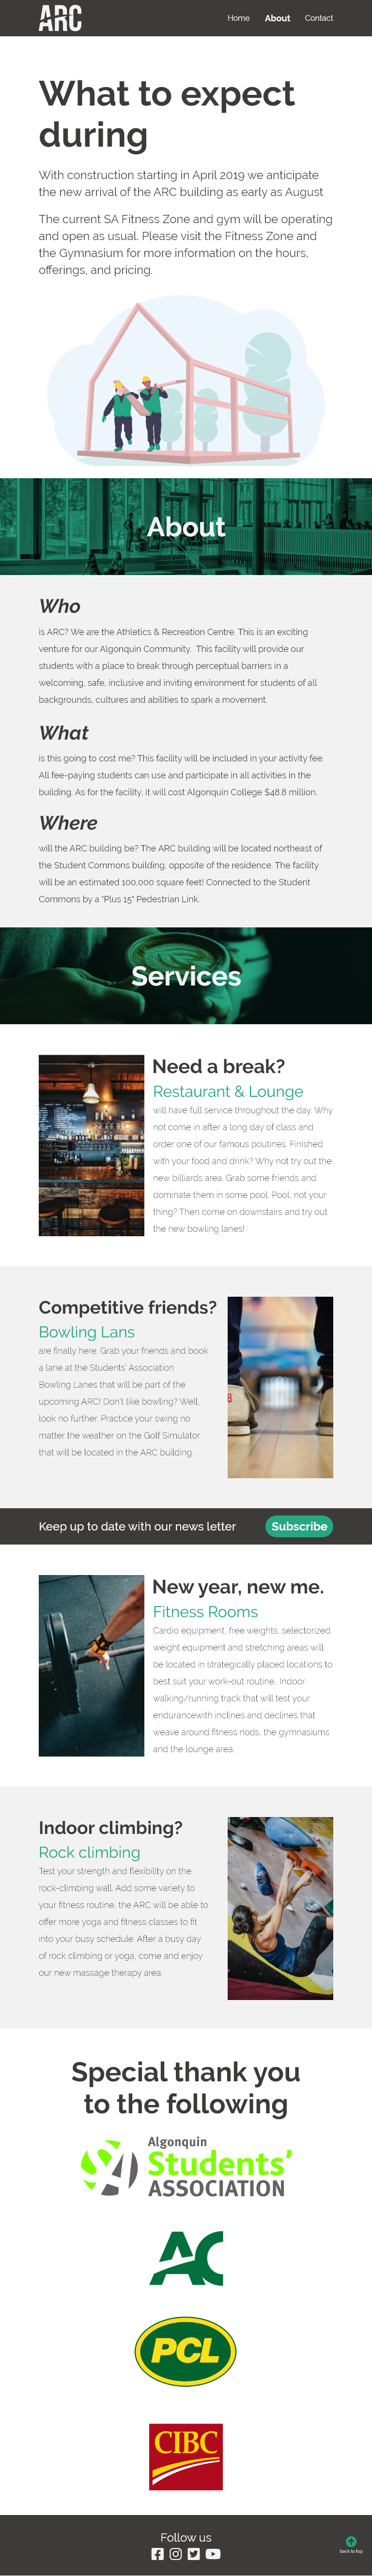 ARC
Home About Contact
What to expect
during
With construction starting in April 2019 we anticipate
the new arrival of the ARC building as early as August
The current SA Fitness Zone and gym will be operating
and open as usual. Please visit the Fitness Zone and
the Gymnasium for more information on the hours,
offerings, and pricing.
About
Who
is ARC? We are the Athletics & Recreation Centre. This is an exciting
venture for our Algonquin Community.  This facility will provide our
students with a place to break through perceptual barriers in a
welcoming, safe, inclusive and inviting environment for students of all
backgrounds, cultures and abilities to spark a movement.
What
is this going to cost me? This facility will be included in your activity fee.
All fee-paying students can use and participate in all activities in the
building. As for the facility, it will cost Algonquin College $48.8 million.
Where
will the ARC building be? The ARC building will be located northeast of
the Student Commons building, opposite of the residence. The facility
will be an estimated 100,000 square feet! Connected to the Student
Commons by a "Plus 15" Pedestrian Link.
Services
Need a break?
Restaurant & Lounge
will have full service throughout the day. Why
not come in after a long day of class and
order one of our famous poutines. Finished
with your food and drink? Why not try out the
new billiards area. Grab some friends and
dominate them in some pool. Pool, not your
thing? Then come on downstairs and try out
the new bowling lanes!
Competitive friends?
Bowling Lans
are finally here. Grab your friends and book
a lane at the Students' Association
Bowling Lanes that will be part of the
upcoming ARC! Don't like bowling? Well,
look no further. Practice your swing no
matter the weather on the Golf Simulator
that will be located in the ARC building.
8
Keep up to date with our news letter
Subscribe
New year, new me.
Fitness Rooms
Cardio equipment, free weights, selectorized
weight equipment and stretching areas will
be located in strategically placed locations to
best suit your work-out routine.. Indoor
walking/running track that will test your
endurancewith inclines and declines that
weave around fitness nods, the gymnasiums
and the lounge area.
Indoor climbing?
Rock climbing
Test your strength and flexibility on the
rock-climbing wall. Add some variety to
your fitness routine, the ARC will be able to
offer more yoga and fitness classes to fit
into your busy schedule. After a busy day
of rock climbing or yoga, come and enjoy
our new massage therapy area.
Special thank you
to the following
Algonquin
Students'
ASSOCIATION
AC
PCL
CIBC
Follow us
back to top